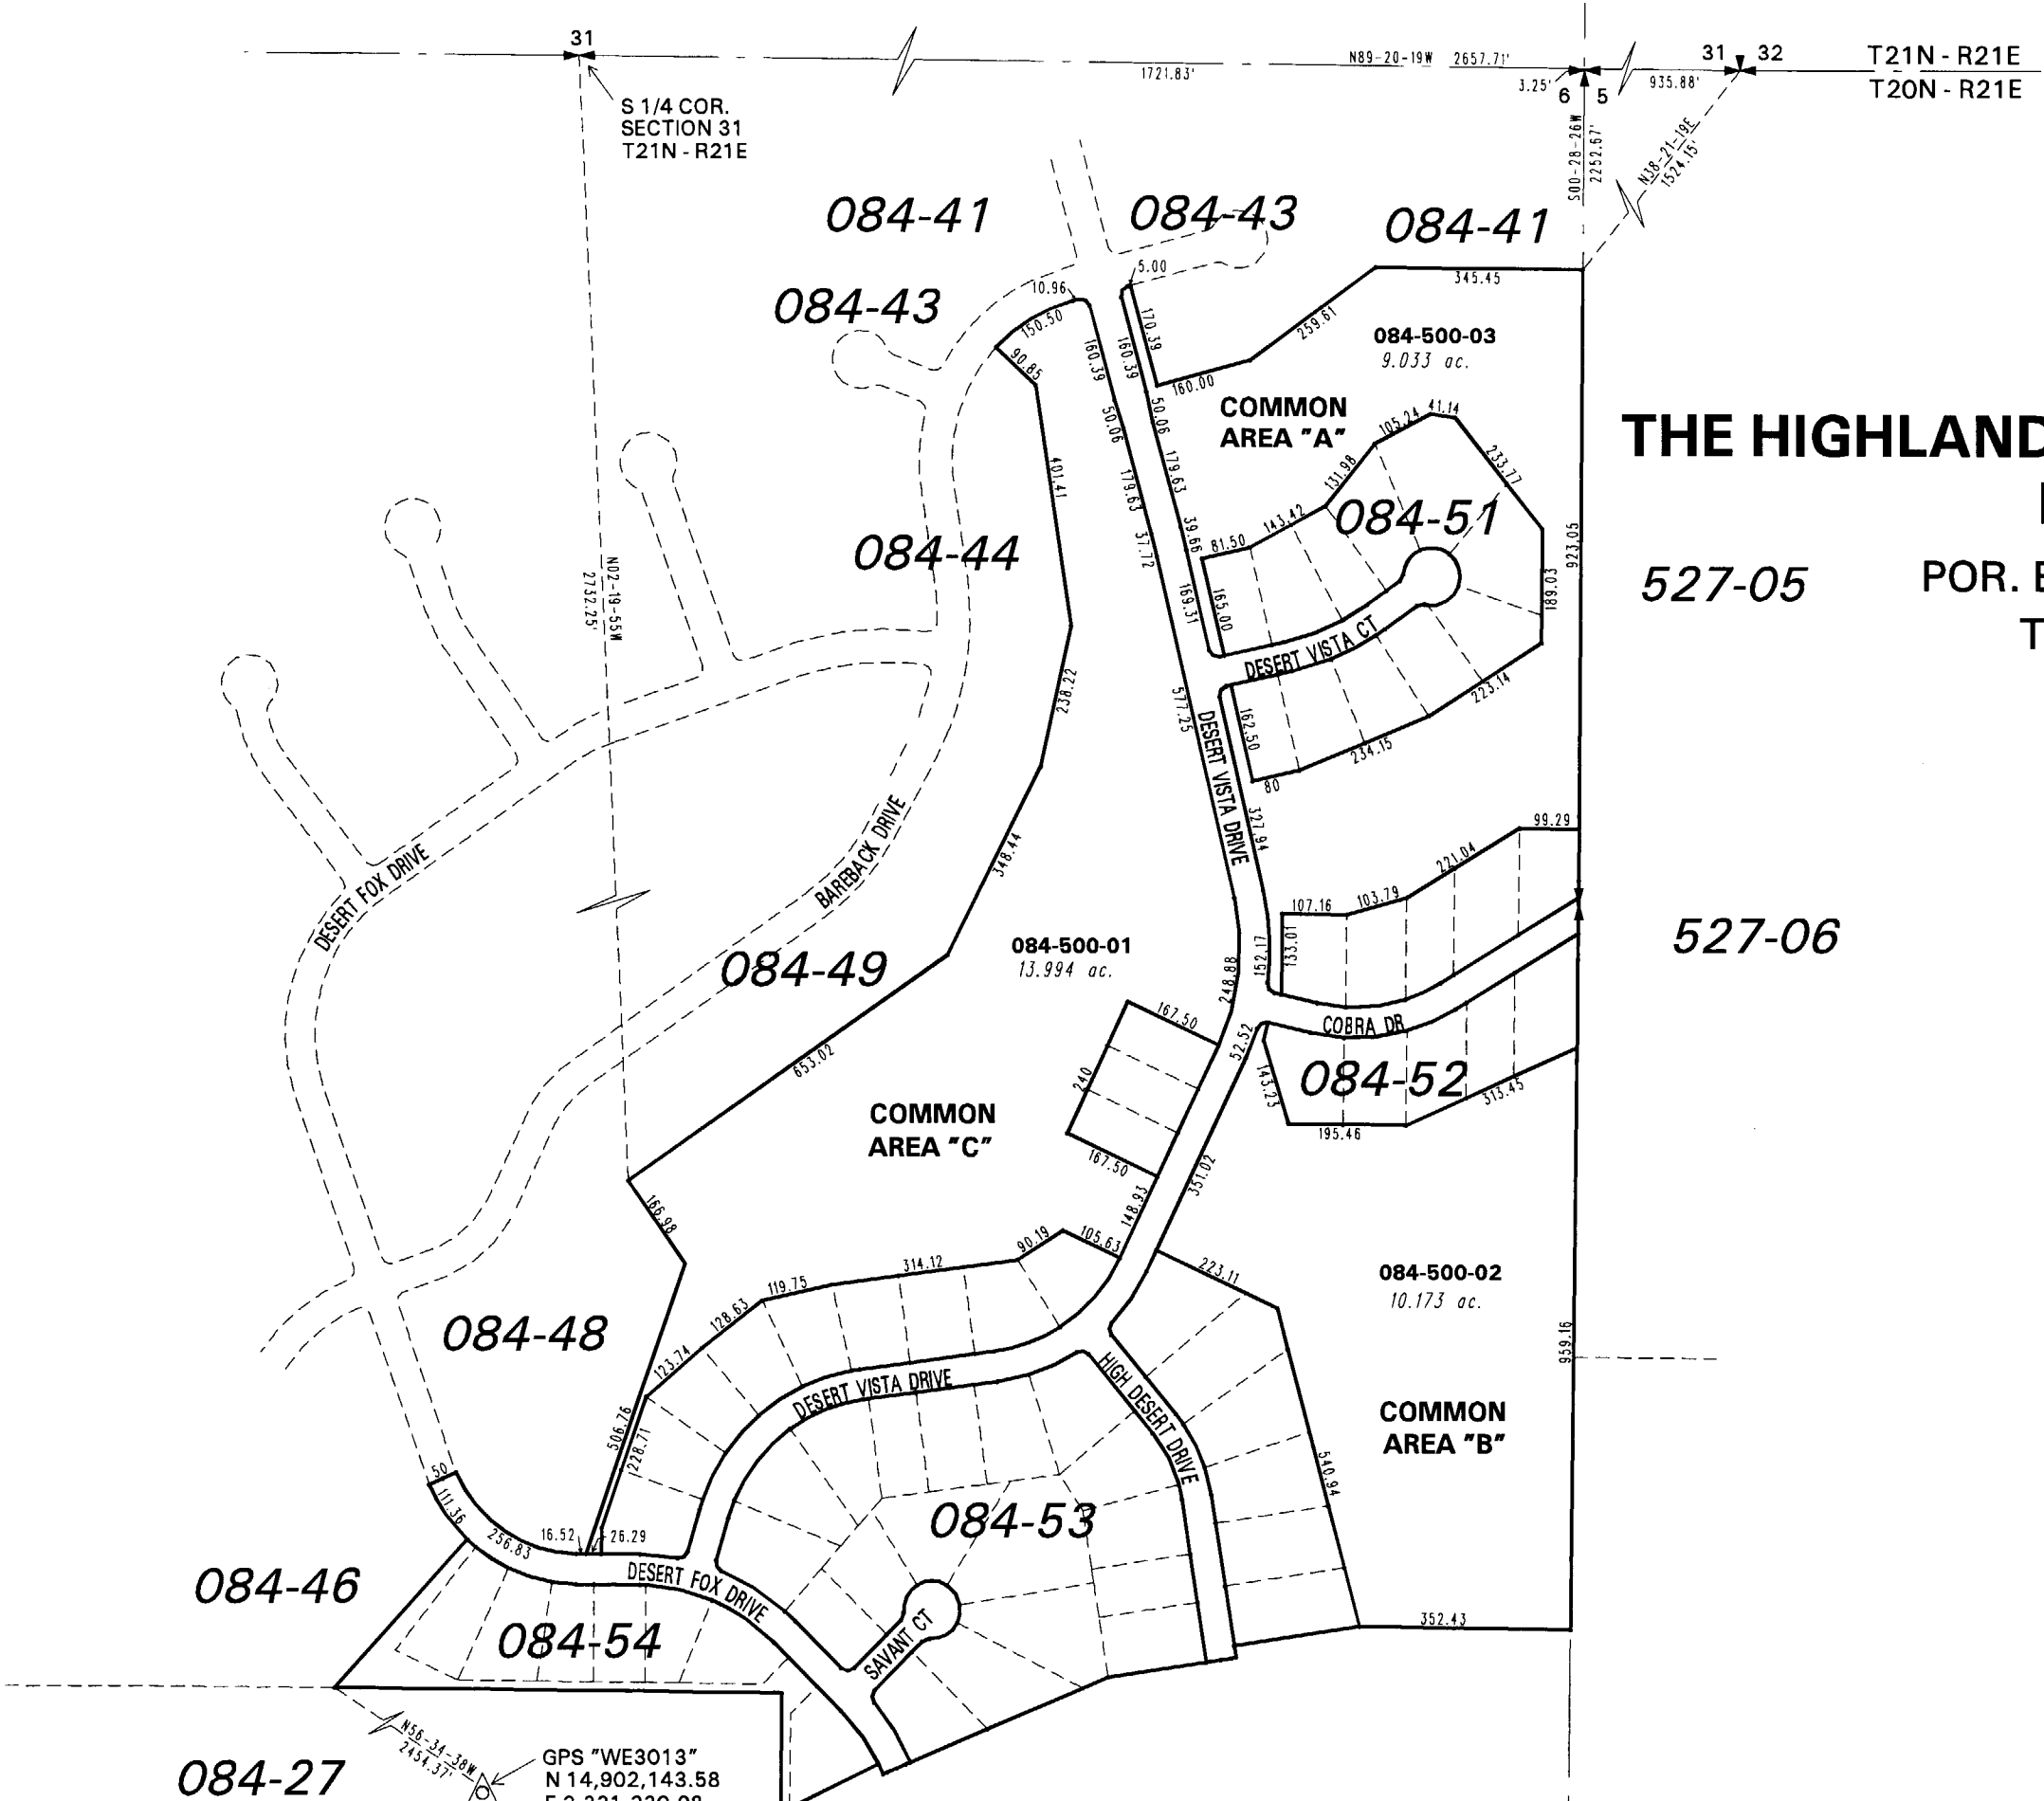 31
N89-20-19W 2657.71'
1721.83'
3.25'
6 5
935.88'
31 32
T21N - R21E
T20N - R21E
S 1/4 COR.
SECTION 31
T21N - R21E
S00-28-26W
2252.67'
N38-21-19E
1524.15'
084-41
084-43
084-41
084-43
5.00
10.96
150.50
90.85
160.39
170.39
160.39
160.00
259.61
345.45
084-500-03
9.033 ac.
COMMON
AREA "A"
THE HIGHLAND
50.06
50.06
179.63
179.63
37.72
39.66
401.41
81.50
143.42
131.98
105.24
41.14
233.77
084-51
923.05
189.03
084-44
N02-19-55W
2732.25'
169.31
165.00
DESERT VISTA CT
527-05
POR.
T
238.22
577.25
DESERT VISTA DRIVE
162.50
80
234.15
223.14
327.94
348.44
BAREBACK DRIVE
DESERT FOX DRIVE
99.29
221.04
103.79
107.16
133.01
152.17
248.88
084-500-01
13.994 ac.
084-49
527-06
167.50
52.52
COBRA DR
084-52
143.23
195.46
313.45
240
167.50
653.02
COMMON
AREA "C"
351.02
148.93
166.98
105.63
90.19
314.12
119.75
128.63
123.74
223.11
084-500-02
10.173 ac.
084-48
959.16
DESERT VISTA DRIVE
HIGH DESERT DRIVE
COMMON
AREA "B"
506.76
228.71
540.94
50
111.36
256.83
16.52
26.29
084-53
DESERT FOX DRIVE
084-46
084-54
SAVANT CT
352.43
N56-34-38W
2454.37'
084-27
GPS "WE3013"
N 14,902,143.58